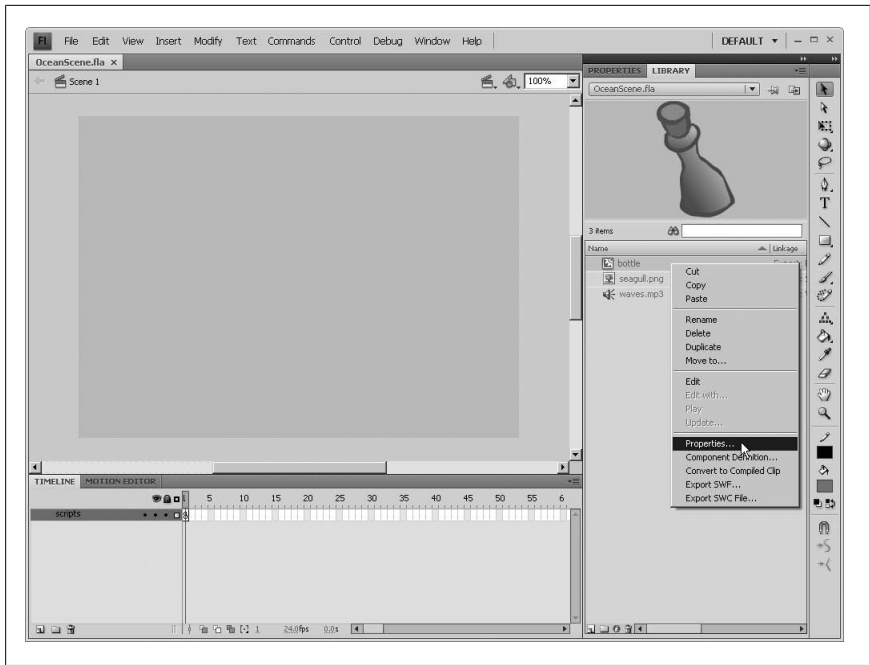 FL File Edit View Insert Modify Text Commands Control Debug Window Help DEFAULT
OceanScene.fla
Scene 1 100%
PROPERTIES LIBRARY
OceanScene.fla
3 items
Name Linkage
bottle
seagull.png
waves.mp3
Cut
Copy
Paste
Rename
Delete
Duplicate
Move to...
Edit
Edit with...
Play
Update...
Properties...
Component Definition...
Convert to Compiled Clip
Export SWF...
Export SWC File...
TIMELINE MOTION EDITOR
1 5 10 15 20 25 30 35 40 45 50 55 6
scripts
1 24.0fps 0.0s